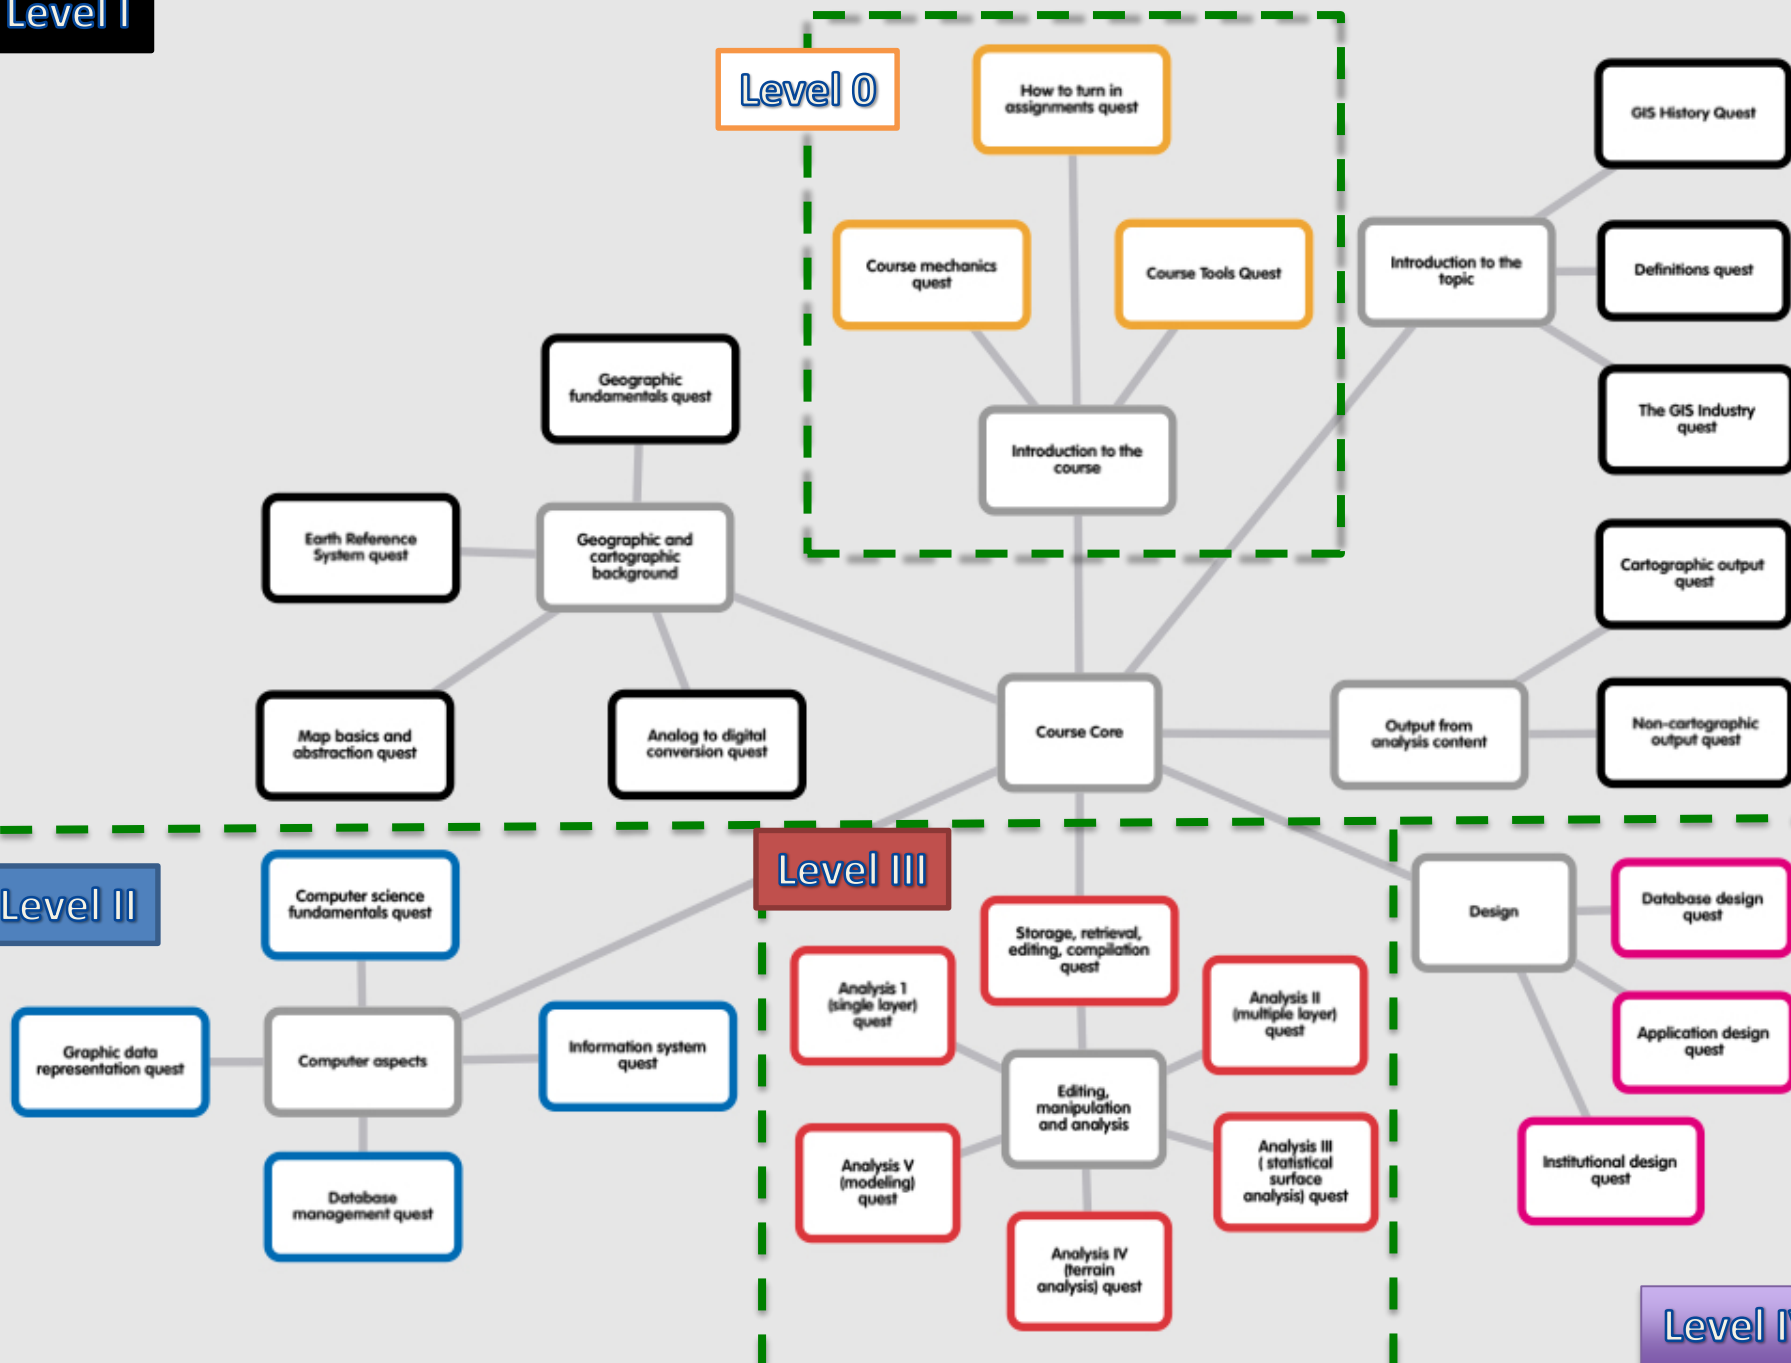 Level I
Level 0
How to turn in
assignments quest
GIS History Quest
Course mechanics
quest
Course Tools Quest
Introduction to the
topic
Definitions quest
Geographic
fundamentals quest
The GIS Industry
quest
Introduction to the
course
Earth Reference
System quest
Geographic and
cartographic
background
Cartographic output
quest
Map basics and
abstraction quest
Analog to digital
conversion quest
Course Core
Output from
analysis content
Non-cartographic
output quest
Level II
Computer science
fundamentals quest
Level III
Storage, retrieval,
editing, compilation
quest
Design
Database design
quest
Analysis 1
(single layer)
quest
Analysis II
(multiple layer)
quest
Graphic data
representation quest
Computer aspects
Information system
quest
Application design
quest
Editing,
manipulation
and analysis
Analysis V
(modeling)
quest
Analysis III
( statistical
surface
analysis) quest
Institutional design
quest
Database
management quest
Analysis IV
(terrain
analysis) quest
Level IV